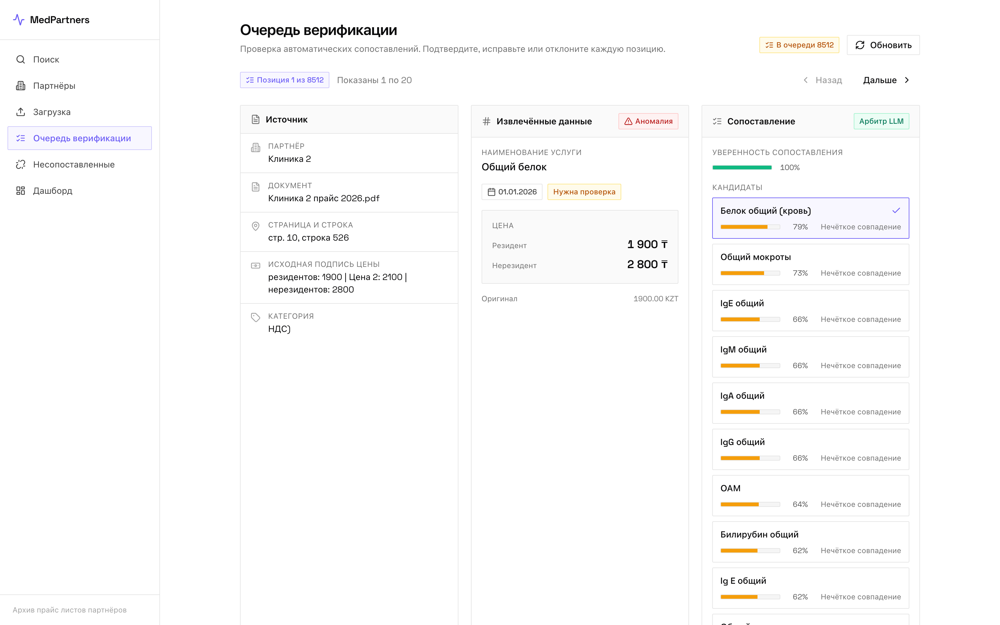 MedPartners
Поиск
Партнёры
Загрузка
Очередь верификации
Несопоставленные
Дашборд
Архив прайс листов партнёров
Очередь верификации
Проверка автоматических сопоставлений. Подтвердите, исправьте или отклоните каждую позицию.
В очереди 8512
Обновить
Позиция 1 из 8512
Показаны 1 по 20
Назад
Дальше
Источник
ПАРТНЁР
Клиника 2
ДОКУМЕНТ
Клиника 2 прайс 2026.pdf
СТРАНИЦА И СТРОКА
стр. 10, строка 526
ИСХОДНАЯ ПОДПИСЬ ЦЕНЫ
резидентов: 1900 | Цена 2: 2100 |
нерезидентов: 2800
КАТЕГОРИЯ
НДС)
Извлечённые данные
Аномалия
НАИМЕНОВАНИЕ УСЛУГИ
Общий белок
01.01.2026
Нужна проверка
ЦЕНА
Резидент
1 900 ₸
Нерезидент
2 800 ₸
Оригинал
1900.00 KZT
Сопоставление
Арбитр LLM
УВЕРЕННОСТЬ СОПОСТАВЛЕНИЯ
100%
КАНДИДАТЫ
Белок общий (кровь)
79% Нечёткое совпадение
Общий мокроты
73% Нечёткое совпадение
IgE общий
66% Нечёткое совпадение
IgM общий
66% Нечёткое совпадение
IgA общий
66% Нечёткое совпадение
IgG общий
66% Нечёткое совпадение
ОАМ
64% Нечёткое совпадение
Билирубин общий
62% Нечёткое совпадение
Ig E общий
62% Нечёткое совпадение